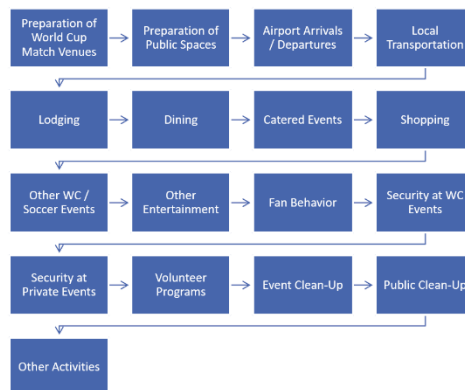 Preparation of
World Cup
Match Venues
Preparation of
Public Spaces
Airport Arrivals
/ Departures
Local
Transportation
Lodging
Dining
Catered Events
Shopping
Other WC /
Soccer Events
Other
Entertainment
Fan Behavior
Security at WC
Events
Security at
Private Events
Volunteer
Programs
Event Clean-Up
Public Clean-Up
Other Activities